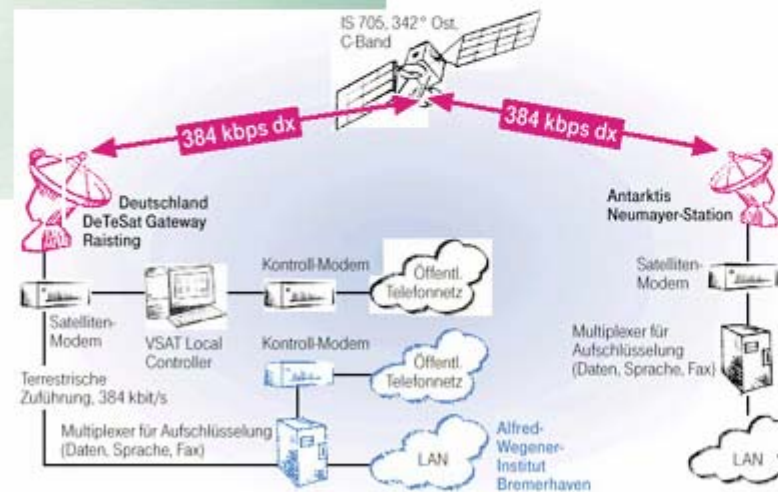 IS 705, 342° Ost,
C-Band
384 kbps dx
384 kbps dx
Deutschland
DeTeSat Gateway
Raisting
Antarktis
Neumayer-Station
Kontroll-Modem
Öffentl.
Telefonnetz
Satelliten-
Modem
Satelliten-
Modem
VSAT Local
Controller
Kontroll-Modem
Öffentl.
Telefonnetz
Multiplexer für
Aufschlüsselung
(Daten, Sprache, Fax)
Terrestrische
Zuführung, 384 kbit/s
Multiplexer für Aufschlüsselung
(Daten, Sprache, Fax)
LAN
Alfred-
Wegener-
Institut
Bremerhaven
LAN